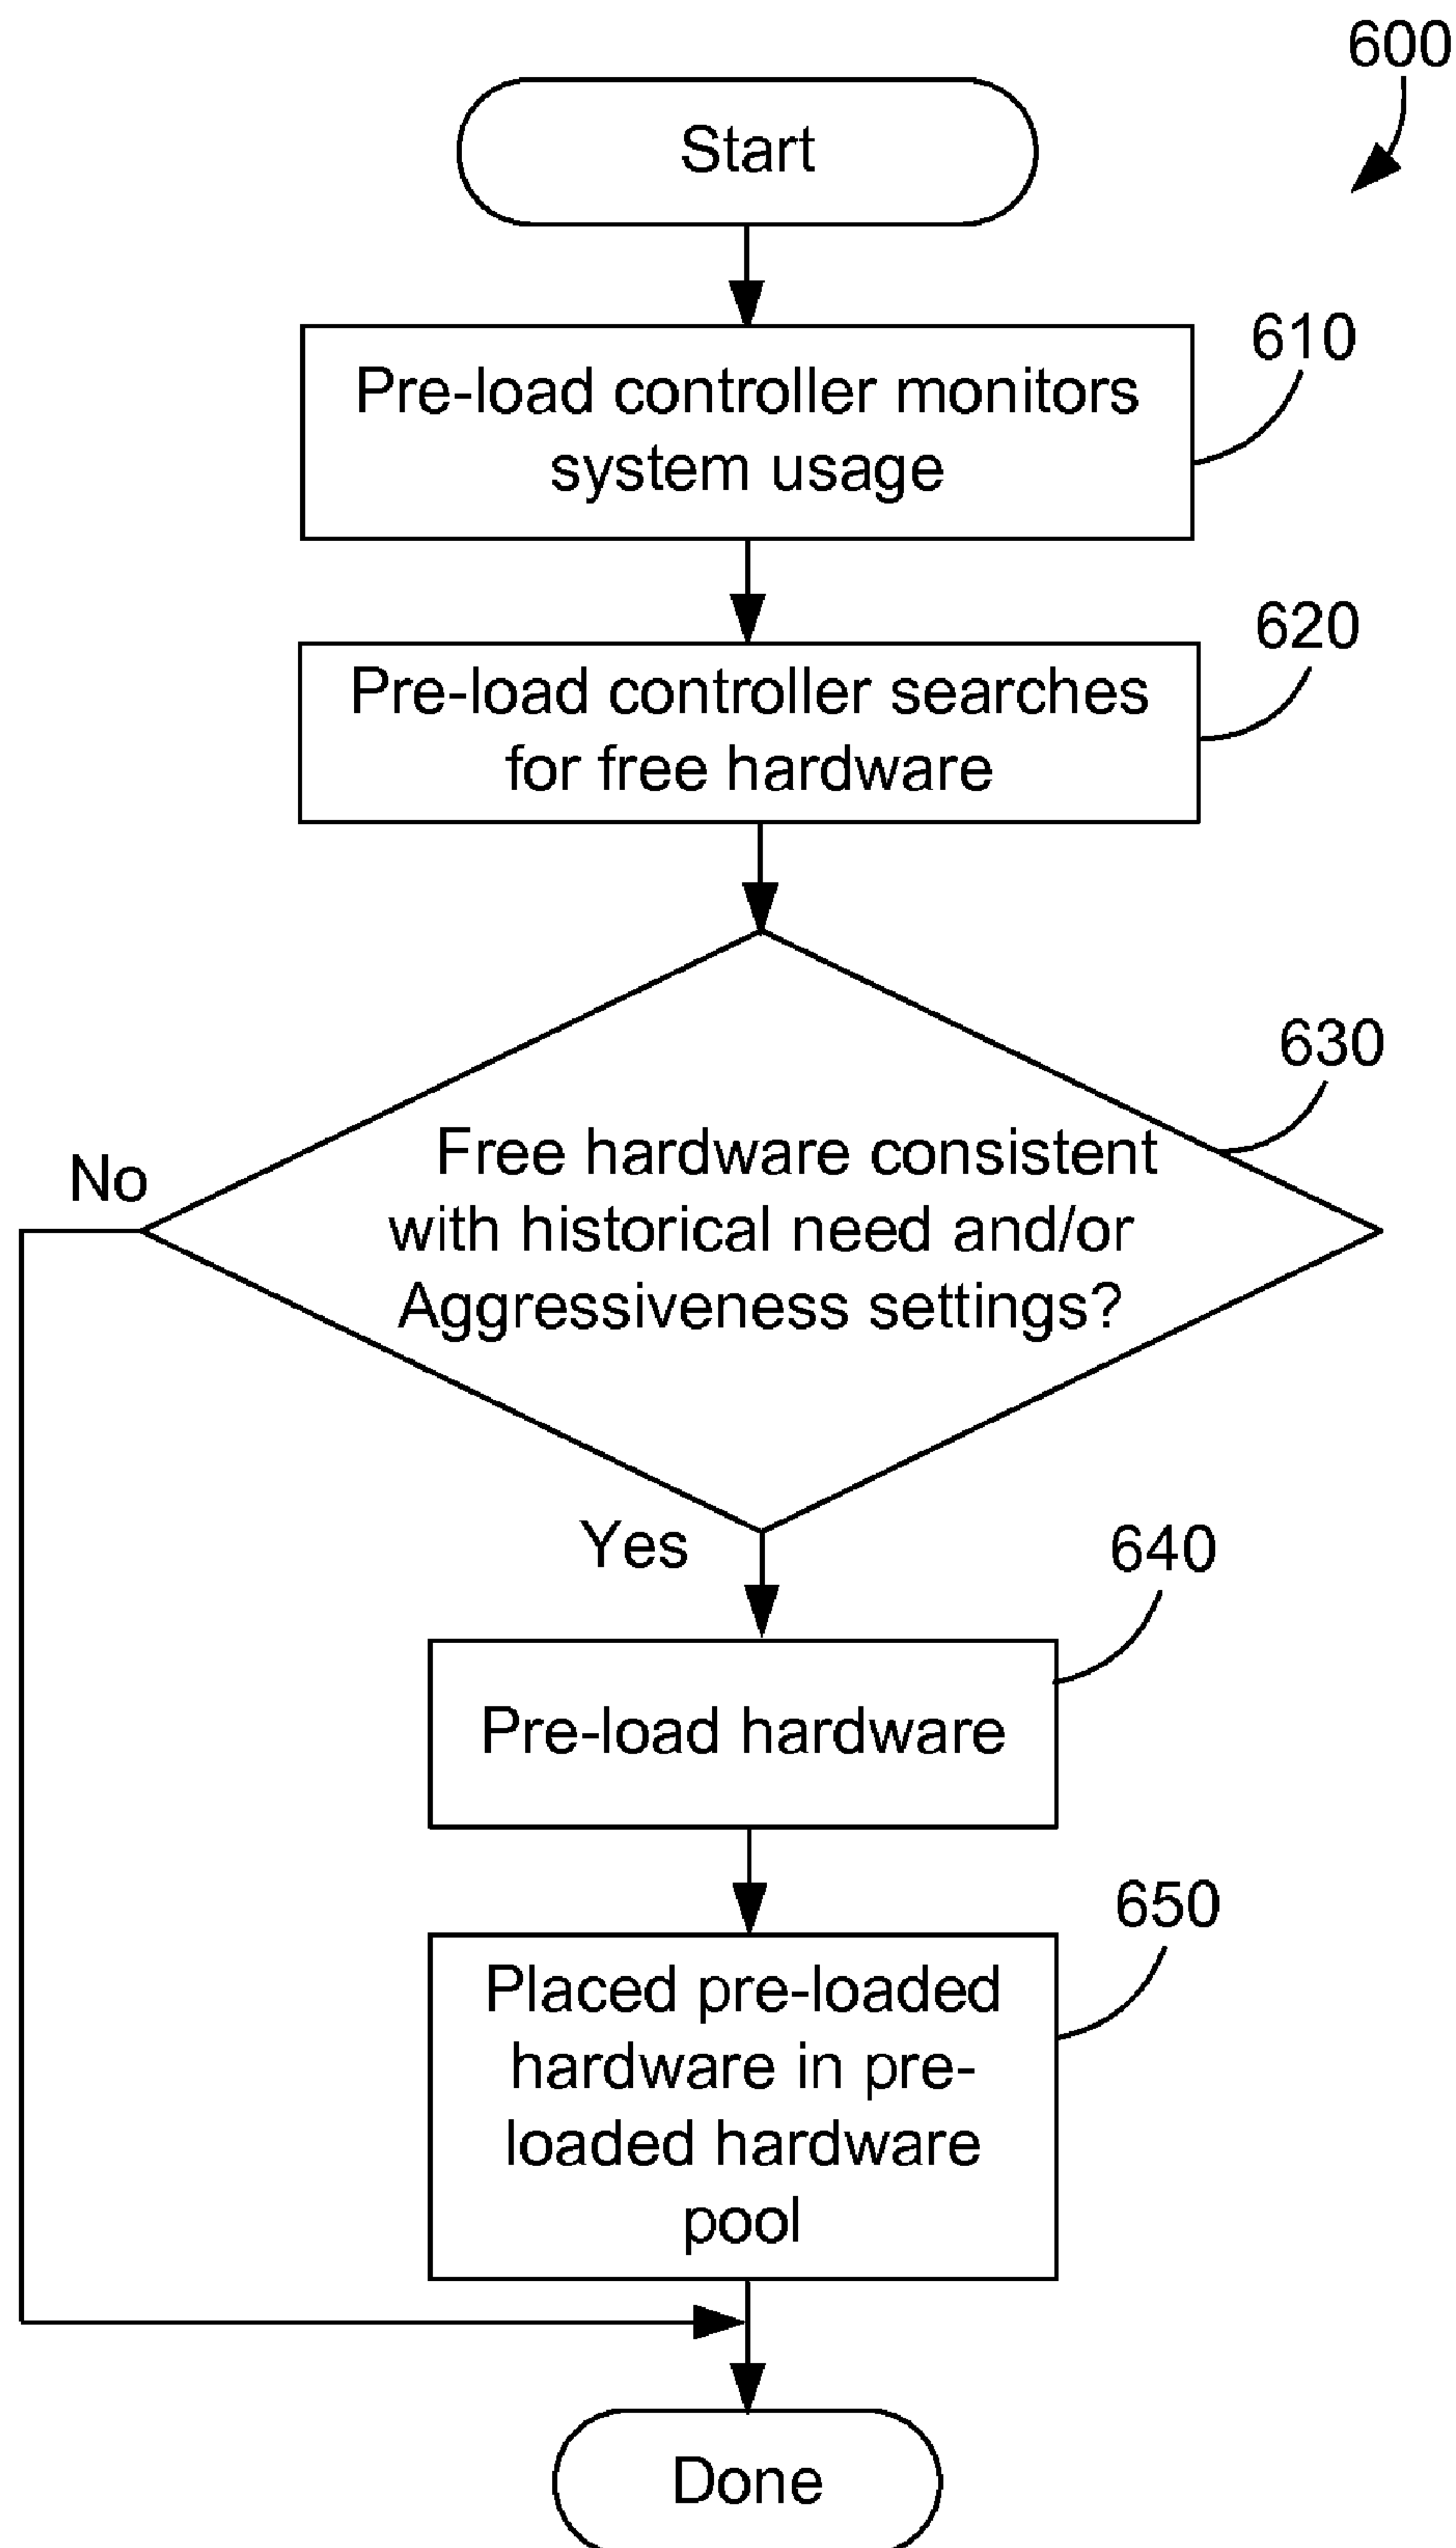 600
Start
610
Pre-load controller monitors
system usage
620
Pre-load controller searches
for free hardware
630
Free hardware consistent
with historical need and/or
Aggressiveness settings?
No
Yes
640
Pre-load hardware
650
Placed pre-loaded
hardware in pre-
loaded hardware
pool
Done